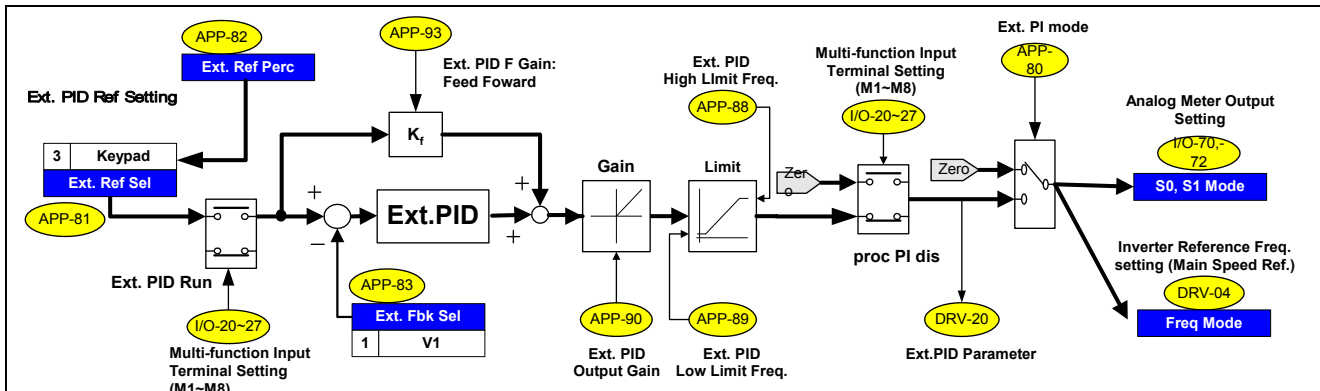 APP-82
Ext. Ref Perc
Ext. PID Ref Setting
3 Keypad
Ext. Ref Sel
APP-81
Ext. PID Run
I/O-20~27
Multi-function Input
Terminal Setting
(M1~M8)
APP-93
Ext. PID F Gain:
Feed Foward
Kf
+
−
Ext.PID
+
+
APP-83
Ext. Fbk Sel
1 V1
Gain
APP-90
Ext. PID
Output Gain
Ext. PID
High LImit Freq.
APP-88
Limit
APP-89
Ext. PID
Low Limit Freq.
Multi-function Input
Terminal Setting
(M1~M8)
I/O-20~27
Zer
o
proc PI dis
Zero
DRV-20
Ext.PID Parameter
Ext. PI mode
APP-
80
Analog Meter Output
Setting
I/O-70,-
72
S0, S1 Mode
Inverter Reference Freq.
setting (Main Speed Ref.)
DRV-04
Freq Mode